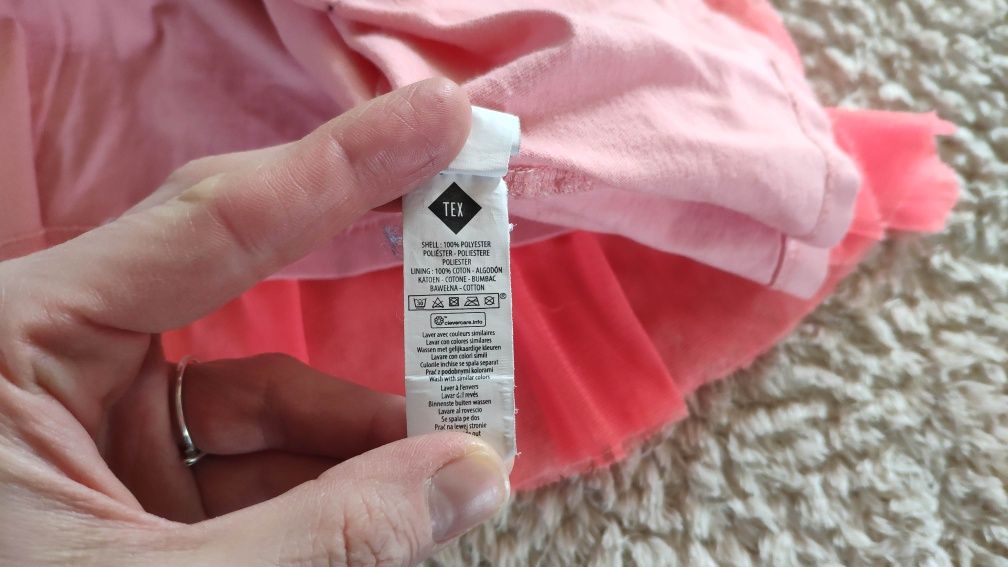 TEX
SHELL : 100% POLYESTER
POLIÉSTER - POLIESTERE
POLIESTER
LINING : 100% COTON - ALGODÓN
KATOEN - COTONE - BUMBAC
BAWEŁNA - COTTON
clevercare.info
Laver avec couleurs similaires
Lavar con colores similares
Wassen met gelijkaardige kleuren
Lavare con colori simili
Culorile inchise se spala separat
Prać z podobnymi kolorami
Wash with similar colors
Laver à l'envers
Lavar del revés
Binnenste buiten wassen
Lavare al rovescio
Se spala pe dos
Prać na lewej stronie
out